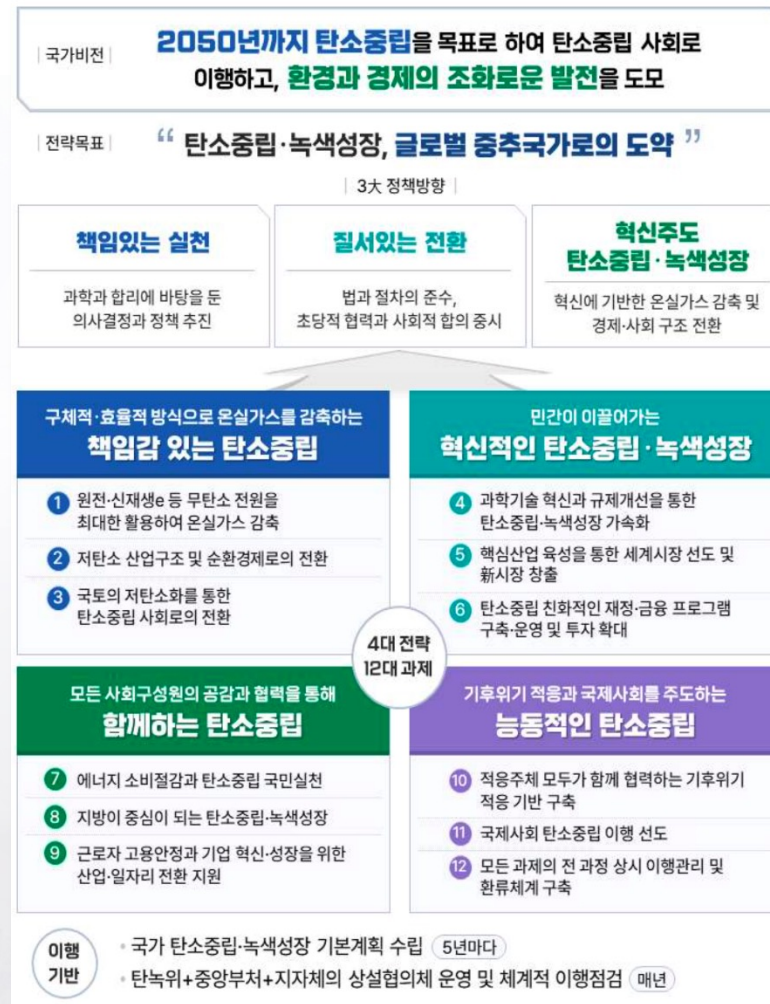 국가비전
2050년까지 탄소중립을 목표로 하여 탄소중립 사회로
이행하고, 환경과 경제의 조화로운 발전을 도모
전략목표
“ 탄소중립·녹색성장, 글로벌 중추국가로의 도약 ”
3大 정책방향
책임있는 실천
과학과 합리에 바탕을 둔
의사결정과 정책 추진
질서있는 전환
법과 절차의 준수,
초당적 협력과 사회적 합의 중시
혁신주도
탄소중립·녹색성장
혁신에 기반한 온실가스 감축 및
경제·사회 구조 전환
구체적·효율적 방식으로 온실가스를 감축하는
책임감 있는 탄소중립
1 원전·신재생e 등 무탄소 전원을
최대한 활용하여 온실가스 감축
2 저탄소 산업구조 및 순환경제로의 전환
3 국토의 저탄소화를 통한
탄소중립 사회로의 전환
민간이 이끌어가는
혁신적인 탄소중립·녹색성장
4 과학기술 혁신과 규제개선을 통한
탄소중립·녹색성장 가속화
5 핵심산업 육성을 통한 세계시장 선도 및
新시장 창출
6 탄소중립 친화적인 재정·금융 프로그램
구축·운영 및 투자 확대
4대 전략
12대 과제
모든 사회구성원의 공감과 협력을 통해
함께하는 탄소중립
7 에너지 소비절감과 탄소중립 국민실천
8 지방이 중심이 되는 탄소중립·녹색성장
9 근로자 고용안정과 기업 혁신·성장을 위한
산업·일자리 전환 지원
기후위기 적응과 국제사회를 주도하는
능동적인 탄소중립
10 적응주체 모두가 함께 협력하는 기후위기
적응 기반 구축
11 국제사회 탄소중립 이행 선도
12 모든 과제의 전 과정 상시 이행관리 및
환류체계 구축
이행
기반
· 국가 탄소중립·녹색성장 기본계획 수립 5년마다
· 탄녹위+중앙부처+지자체의 상설협의체 운영 및 체계적 이행점검 매년